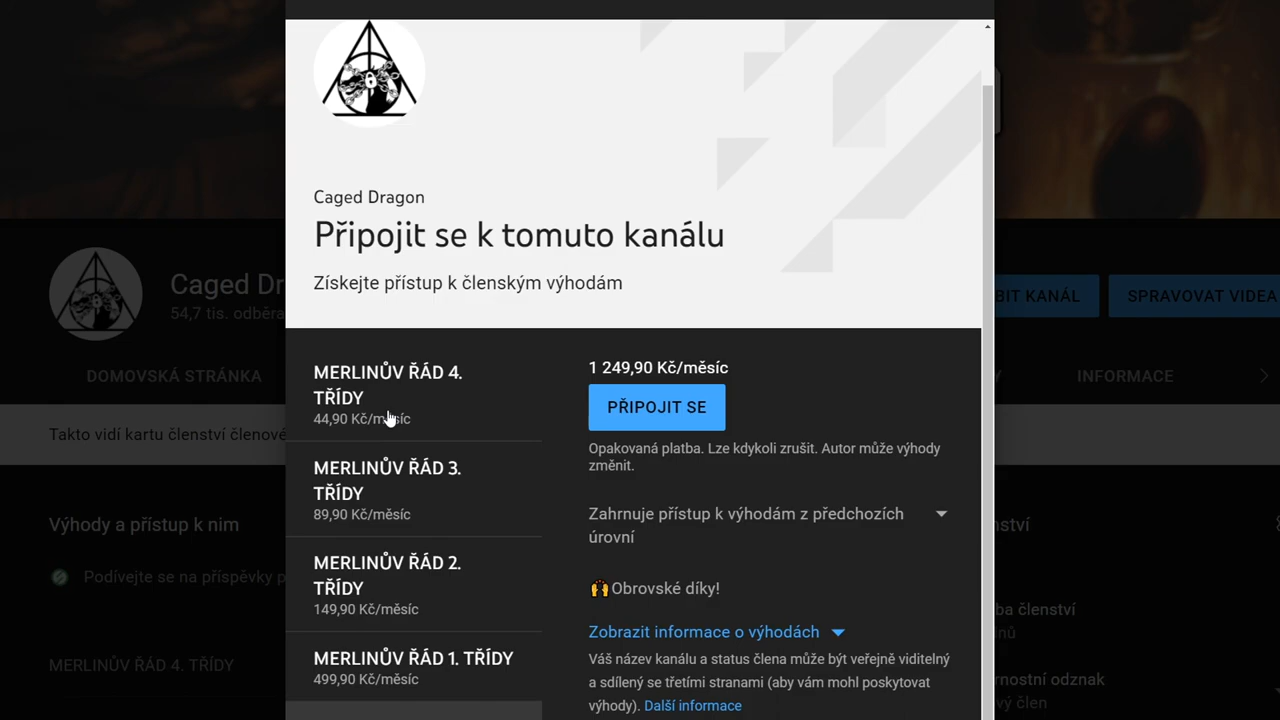 Caged Dragon
Připojit se k tomuto kanálu
Získejte přístup k členským výhodám
MERLINŮV ŘÁD 4.
TŘÍDY
44,90 Kč/měsíc
MERLINŮV ŘÁD 3.
TŘÍDY
89,90 Kč/měsíc
MERLINŮV ŘÁD 2.
TŘÍDY
149,90 Kč/měsíc
MERLINŮV ŘÁD 1. TŘÍDY
499,90 Kč/měsíc
1 249,90 Kč/měsíc
PŘIPOJIT SE
Opakovaná platba. Lze kdykoli zrušit. Autor může výhody
změnit.
Zahrnuje přístup k výhodám z předchozích
úrovní
Obrovské díky!
Zobrazit informace o výhodách
Váš název kanálu a status člena může být veřejně viditelný
a sdílený se třetími stranami (aby vám mohl poskytovat
výhody). Další informace
Caged Dr
54,7 tis. odběra
DOMOVSKÁ STRÁNKA
Takto vidí kartu členství členové
Výhody a přístup k nim
Podívejte se na příspěvky p
MERLINŮV ŘÁD 4. TŘÍDY
BIT KANÁL
SPRAVOVAT VIDEA
Y
INFORMACE
nství
ba členství
nů
rnostní odznak
vý člen